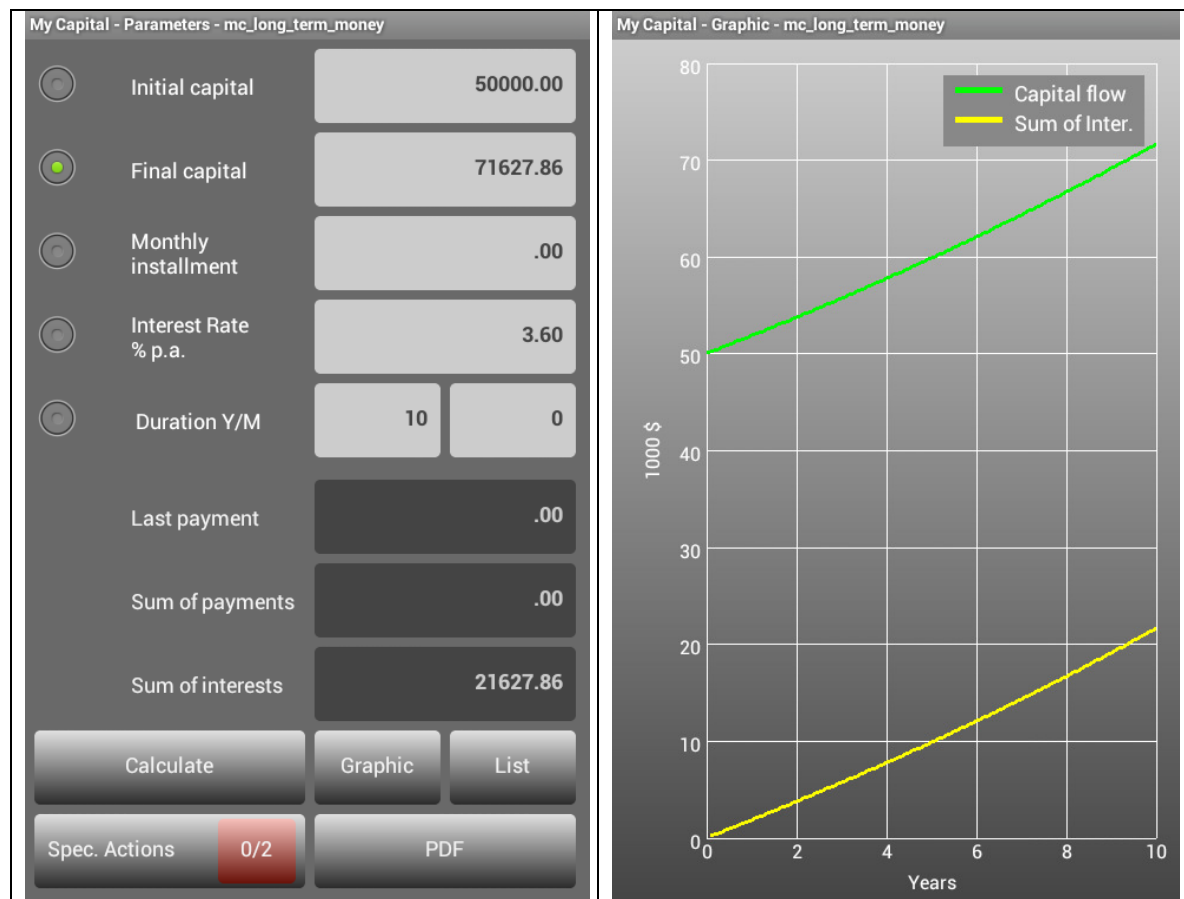 My Capital - Parameters - mc_long_term_money
Initial capital
50000.00
Final capital
71627.86
Monthly
installment
.00
Interest Rate
% p.a.
3.60
Duration Y/M
10
0
Last payment
.00
Sum of payments
.00
Sum of interests
21627.86
Calculate
Graphic
List
Spec. Actions
0/2
PDF
My Capital - Graphic - mc_long_term_money
Capital flow
Sum of Inter.
80
70
60
50
40
30
20
10
0
1000 $
0
2
4
6
8
10
Years